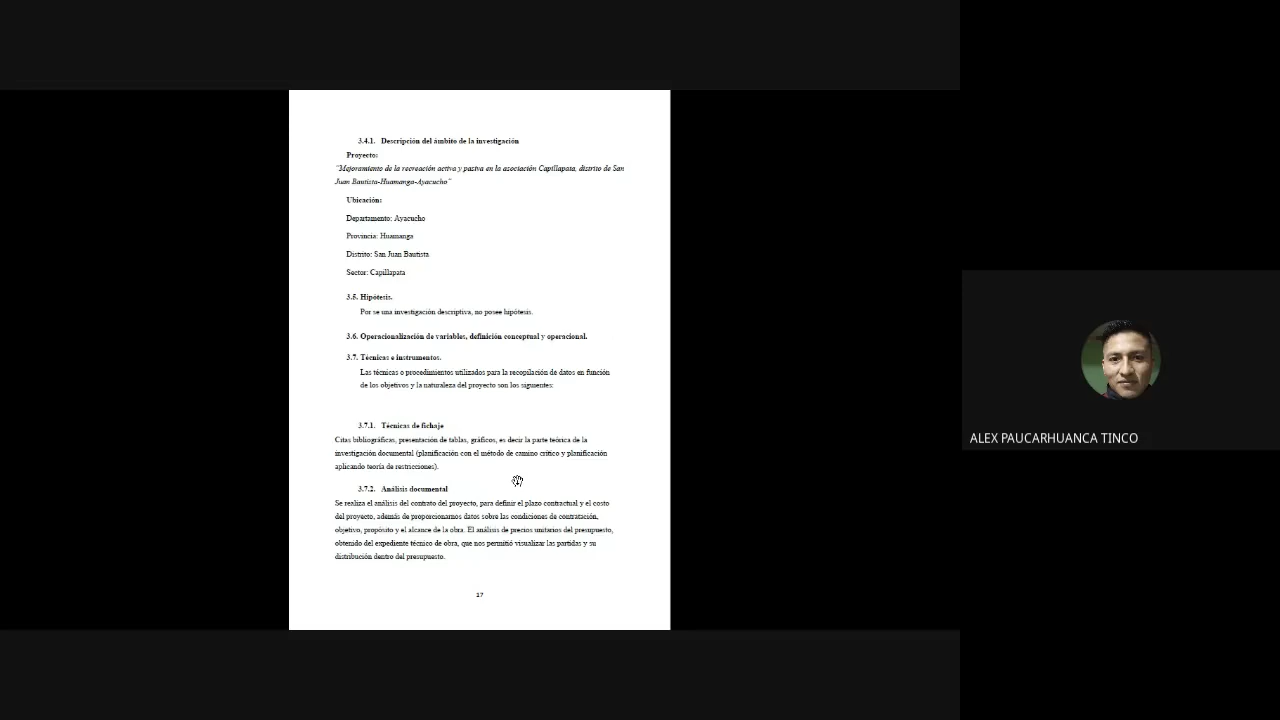 3.4.1. Descripción del ámbito de la investigación
Proyecto:
"Mejoramiento de la recreación activa y pasiva en la asociación Capillapata, distrito de San
Juan Bautista-Huamanga-Ayacucho"
Ubicación:
Departamento: Ayacucho
Provincia: Huamanga
Distrito: San Juan Bautista
Sector: Capillapata
3.5. Hipótesis.
Por se una investigación descriptiva, no posee hipótesis.
3.6. Operacionalización de variables, definición conceptual y operacional.
3.7. Técnicas e instrumentos.
Las técnicas o procedimientos utilizados para la recopilación de datos en función
de los objetivos y la naturaleza del proyecto son los siguientes:
3.7.1. Técnicas de fichaje
Citas bibliográficas, presentación de tablas, gráficos, es decir la parte teórica de la
investigación documental (planificación con el método de camino crítico y planificación
aplicando teoría de restricciones).
3.7.2. Análisis documental
Se realiza el análisis del contrato del proyecto, para definir el plazo contractual y el costo
del proyecto, además de proporcionarnos datos sobre las condiciones de contratación,
objetivo, propósito y el alcance de la obra. El análisis de precios unitarios del presupuesto,
obtenido del expediente técnico de obra, que nos permitió visualizar las partidas y su
distribución dentro del presupuesto.
17
ALEX PAUCARHUANCA TINCO